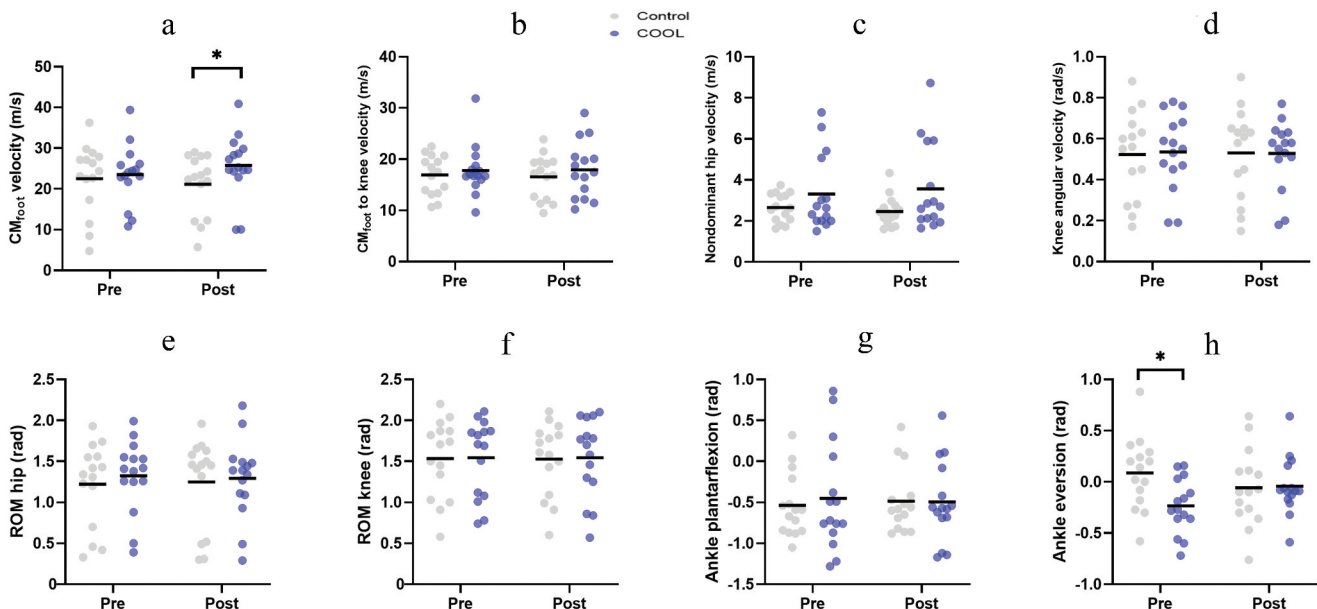 Control
COOL
a
*
CMfoot velocity (m/s)
50
40
30
20
10
0
Pre
Post
b
CMfoot to knee velocity (m/s)
40
30
20
10
0
Pre
Post
c
Nondominant hip velocity (m/s)
10
8
6
4
2
0
Pre
Post
d
Knee angular velocity (rad/s)
1.0
0.8
0.6
0.4
0.2
0.0
Pre
Post
e
ROM hip (rad)
2.5
2.0
1.5
1.0
0.5
0
Pre
Post
f
ROM knee (rad)
2.5
2.0
1.5
1.0
0.5
0
Pre
Post
g
Ankle plantarflexion (rad)
1.0
0.5
0.0
-0.5
-1.0
-1.5
Pre
Post
h
*
Ankle eversion (rad)
1.0
0.5
0.0
-0.5
-1.0
Pre
Post